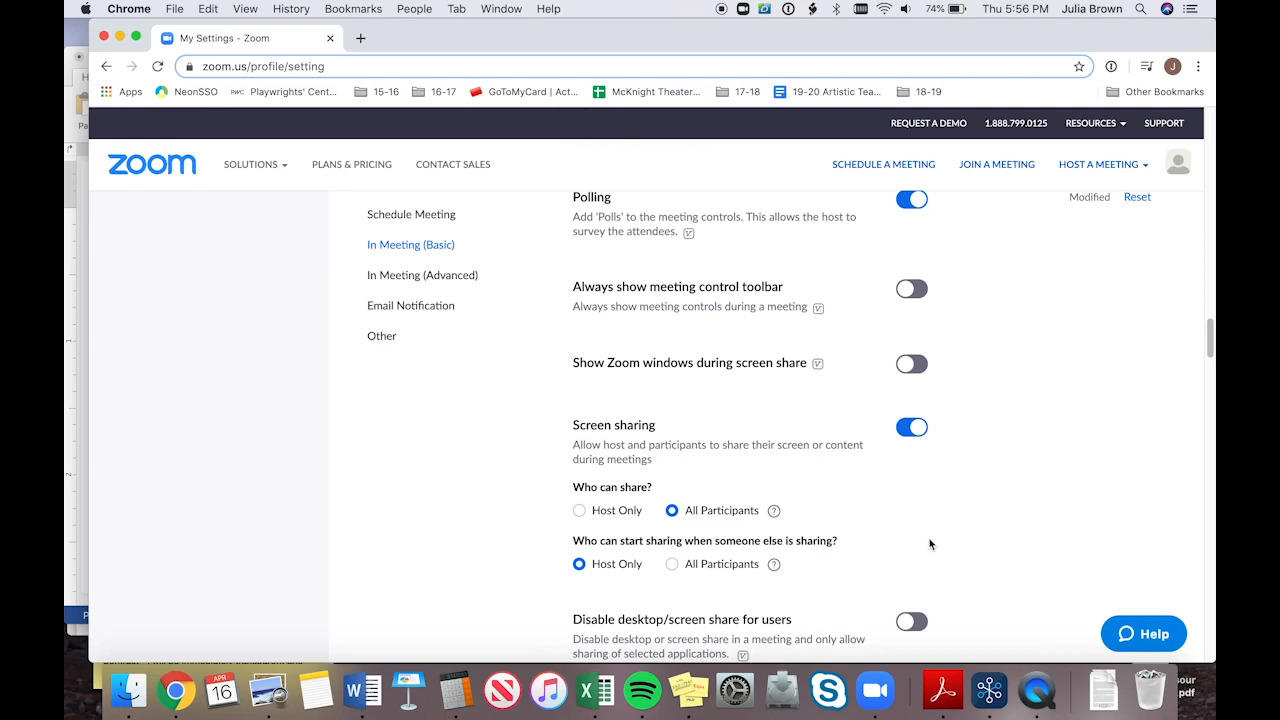 Chrome File Edit View History Bookmarks People Tab Window Help 74% Thu 5:56 PM Julia Brown
My Settings - Zoom
zoom.us/profile/setting
J
Apps NeonSSO PWC Playwrights' Cent... 15-16 16-17 GoToMyCard | Act... McKnight Theater... 17-18 19-20 Artistic Tea... 18-19 Other Bookmarks
REQUEST A DEMO 1.888.799.0125 RESOURCES SUPPORT
zoom SOLUTIONS PLANS & PRICING CONTACT SALES SCHEDULE A MEETING JOIN A MEETING HOST A MEETING
Schedule Meeting
In Meeting (Basic)
In Meeting (Advanced)
Email Notification
Other
Polling
Modified Reset
Add 'Polls' to the meeting controls. This allows the host to
survey the attendees.
Always show meeting control toolbar
Always show meeting controls during a meeting
Show Zoom windows during screen share
Screen sharing
Allow host and participants to share their screen or content
during meetings
Who can share?
Host Only All Participants
Who can start sharing when someone else is sharing?
Host Only All Participants
Disable desktop/screen share for users
Disable desktop or screen share in a meeting and only allow
sharing of selected applications.
Help
APR
16
our
pdf